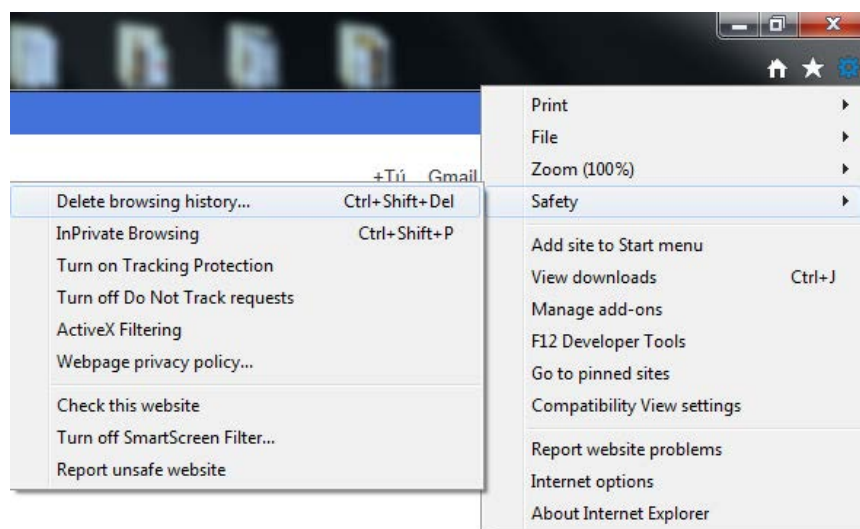 +Tú Gmail
Print
File
Zoom (100%)
Safety
Add site to Start menu
View downloads Ctrl+J
Manage add-ons
F12 Developer Tools
Go to pinned sites
Compatibility View settings
Report website problems
Internet options
About Internet Explorer
Delete browsing history... Ctrl+Shift+Del
InPrivate Browsing Ctrl+Shift+P
Turn on Tracking Protection
Turn off Do Not Track requests
ActiveX Filtering
Webpage privacy policy...
Check this website
Turn off SmartScreen Filter...
Report unsafe website